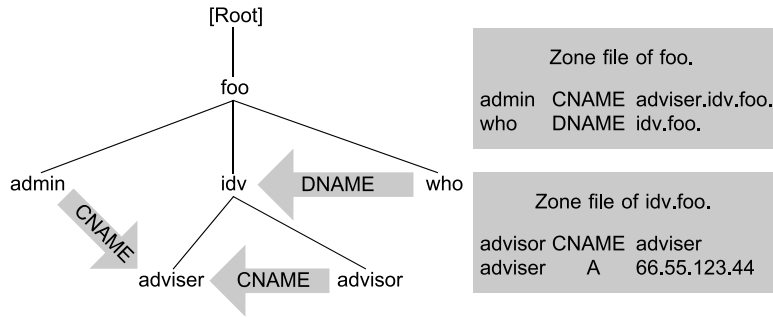 [Root]
foo
admin
idv
DNAME
who
CNAME
adviser
CNAME
advisor
Zone file of foo.
admin CNAME adviser.idv.foo.
who DNAME idv.foo.
Zone file of idv.foo.
advisor CNAME adviser
adviser A 66.55.123.44